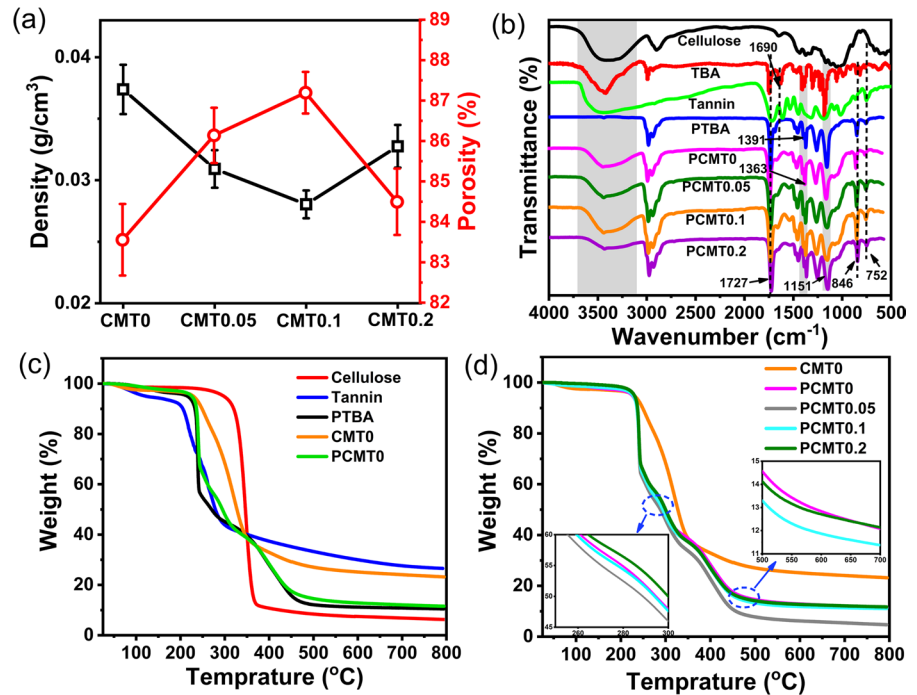 (a)
Density (g/cm3)
0.04
0.03
0.02
89
88
87
86
85
84
83
82
Porosity (%)
CMT0
CMT0.05
CMT0.1
CMT0.2
(b)
Transmittance (%)
1690
Cellulose
TBA
Tannin
PTBA
1391
PCMT0
1363
PCMT0.05
PCMT0.1
PCMT0.2
1727
1151
846
752
4000 3500 3000 2500 2000 1500 1000 500
Wavenumber (cm-1)
(c)
Weight (%)
100
80
60
40
20
0
Cellulose
Tannin
PTBA
CMT0
PCMT0
100 200 300 400 500 600 700 800
Temprature (oC)
(d)
Weight (%)
100
80
60
40
20
0
CMT0
PCMT0
PCMT0.05
PCMT0.1
PCMT0.2
15
14
13
12
11
500 550 600 650 700
60
55
50
45
260 280 300
100 200 300 400 500 600 700 800
Temprature (oC)